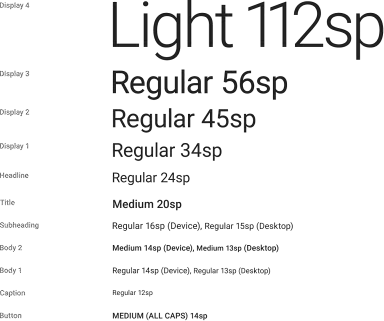 Display 4 Light 112sp
Display 3 Regular 56sp
Display 2 Regular 45sp
Display 1 Regular 34sp
Headline Regular 24sp
Title Medium 20sp
Subheading Regular 16sp (Device), Regular 15sp (Desktop)
Body 2 Medium 14sp (Device), Medium 13sp (Desktop)
Body 1 Regular 14sp (Device), Regular 13sp (Desktop)
Caption Regular 12sp
Button MEDIUM (ALL CAPS) 14sp